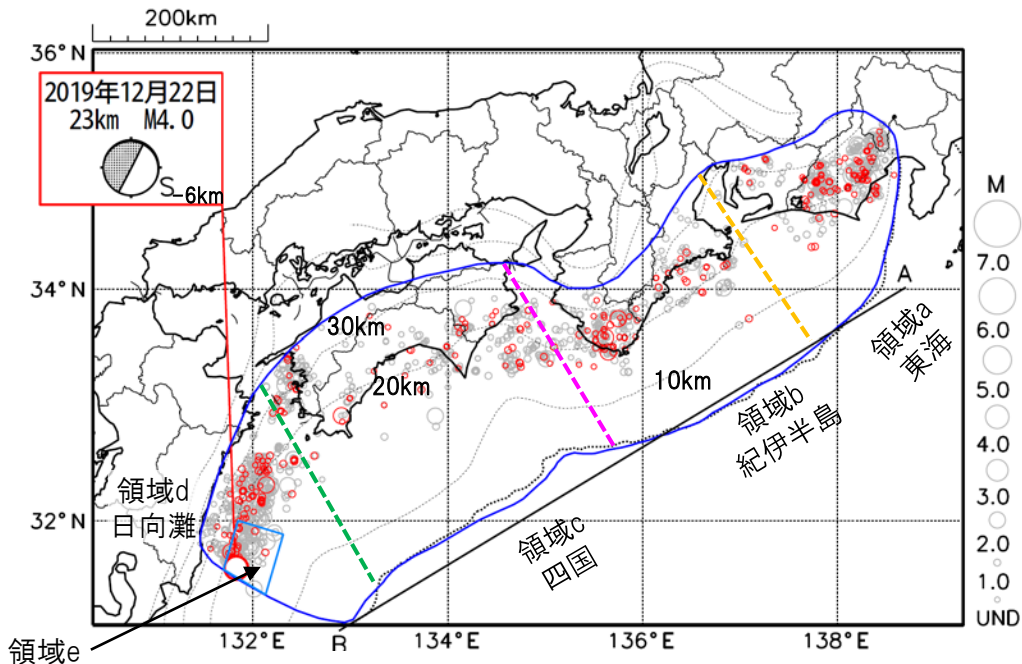 200km
36°N
2019年12月22日
23km M4.0
S
-6km
M
7.0
6.0
5.0
4.0
3.0
2.0
1.0
UND
34°N
30km
20km
10km
A
領域a
東海
領域b
紀伊半島
領域c
四国
領域d
日向灘
32°N
領域e
132°E
B
134°E
136°E
138°E